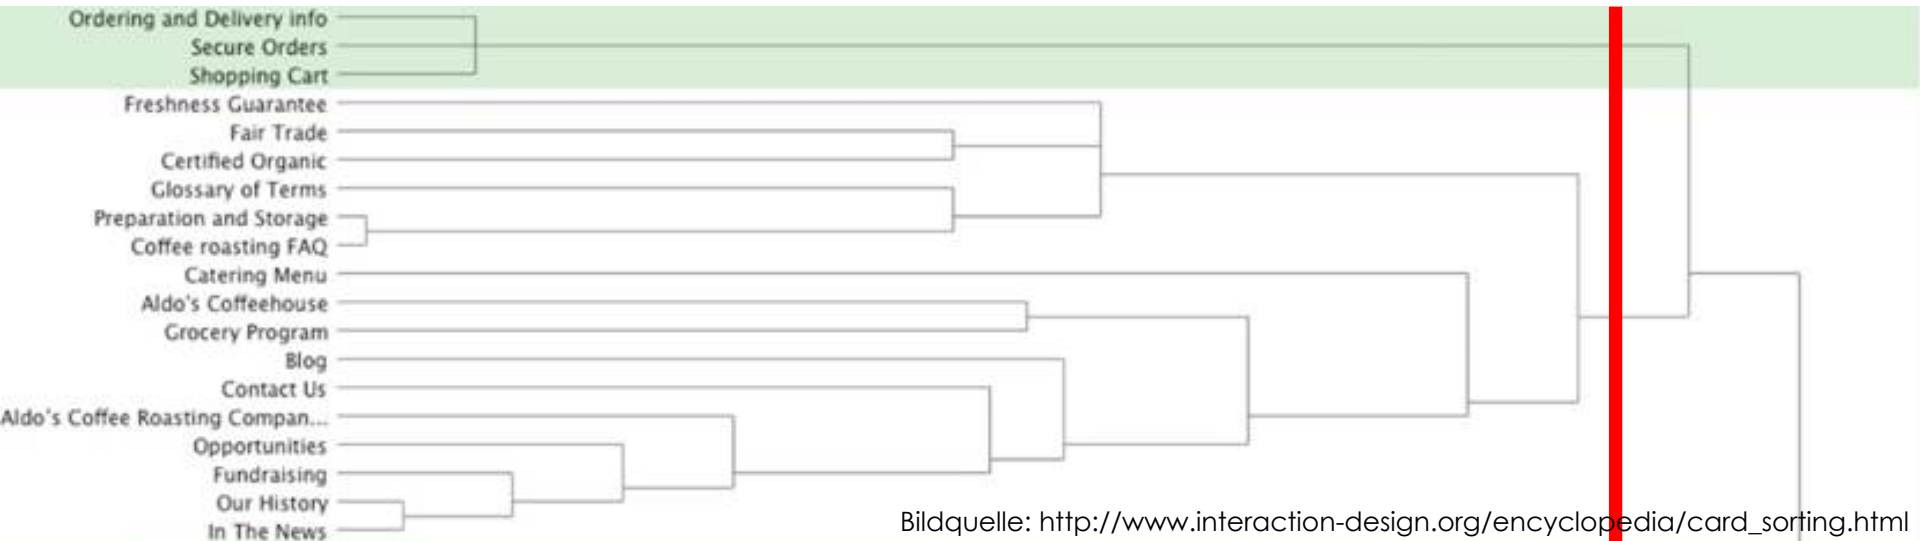 Ordering and Delivery info
Secure Orders
Shopping Cart
Freshness Guarantee
Fair Trade
Certified Organic
Glossary of Terms
Preparation and Storage
Coffee roasting FAQ
Catering Menu
Aldo's Coffeehouse
Grocery Program
Blog
Contact Us
Aldo's Coffee Roasting Compan...
Opportunities
Fundraising
Our History
In The News
Bildquelle: http://www.interaction-design.org/encyclopedia/card_sorting.html